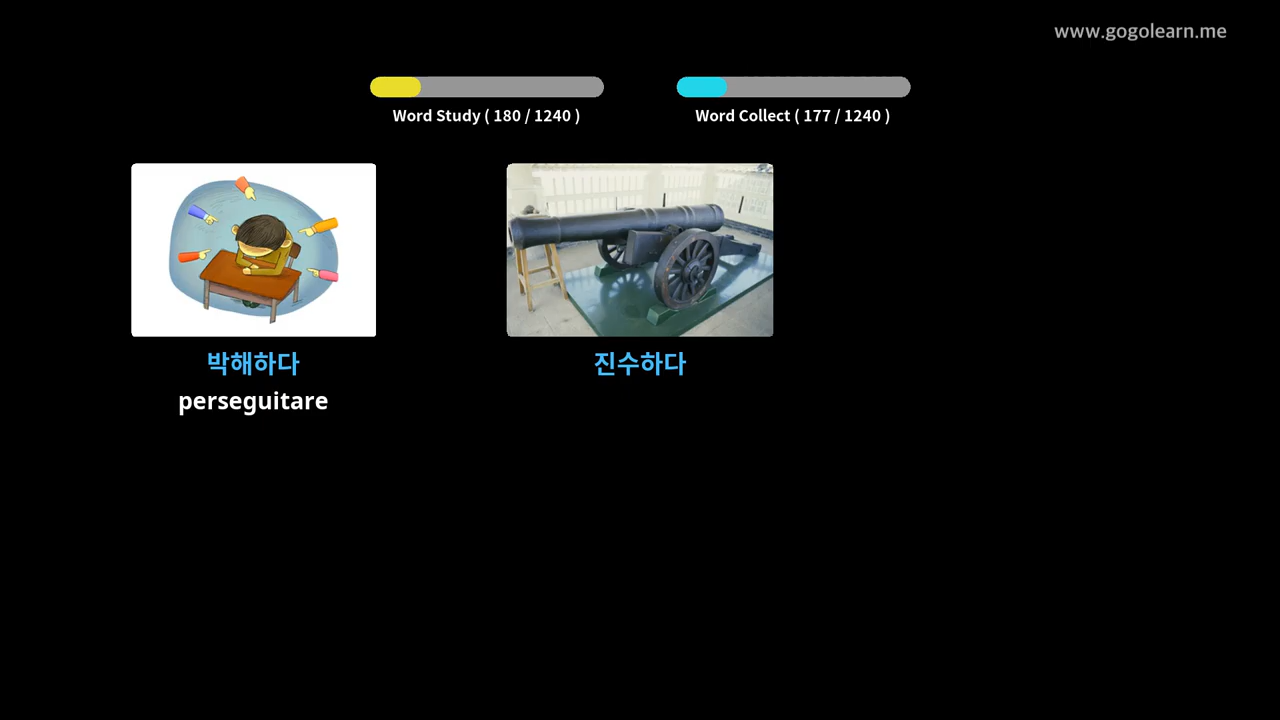 www.gogolearn.me
Word Study ( 180 / 1240 )
Word Collect ( 177 / 1240 )
박해하다
진수하다
perseguitare